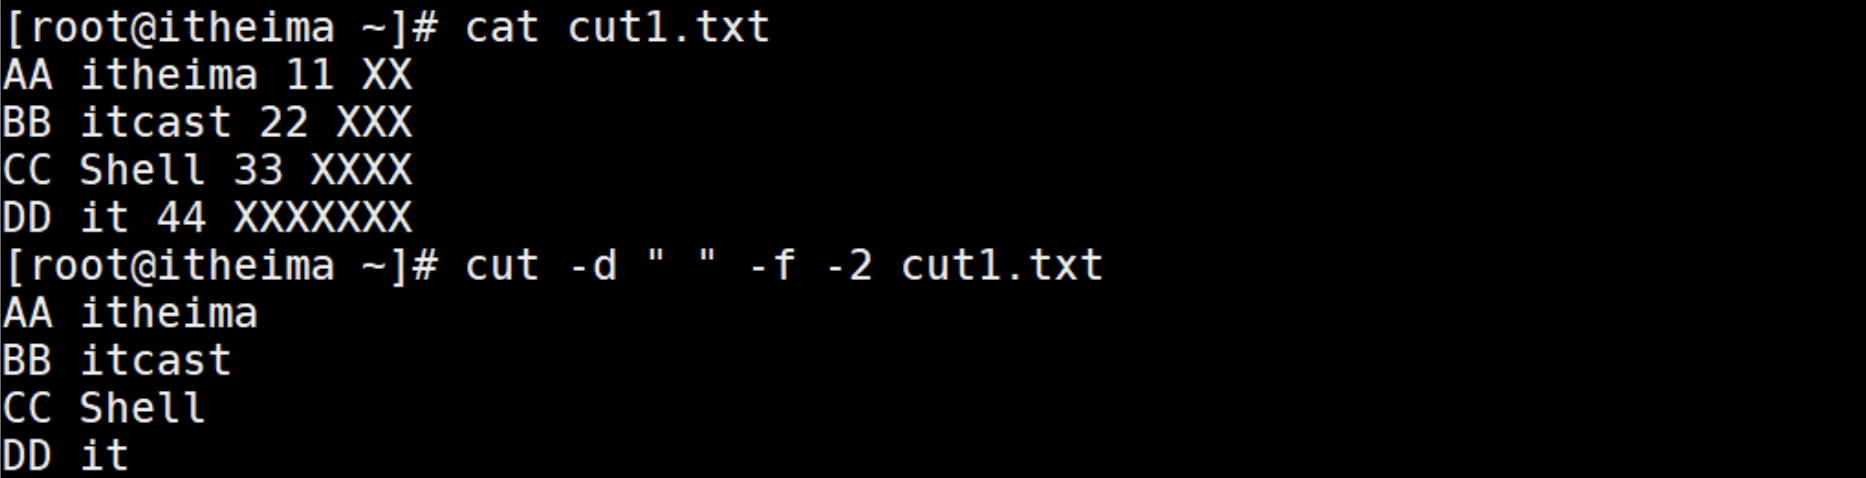 [root@itheima ~]# cat cut1.txt
AA itheima 11 XX
BB itcast 22 XXX
CC Shell 33 XXXX
DD it 44 XXXXXXX
[root@itheima ~]# cut -d " " -f -2 cut1.txt
AA itheima
BB itcast
CC Shell
DD it